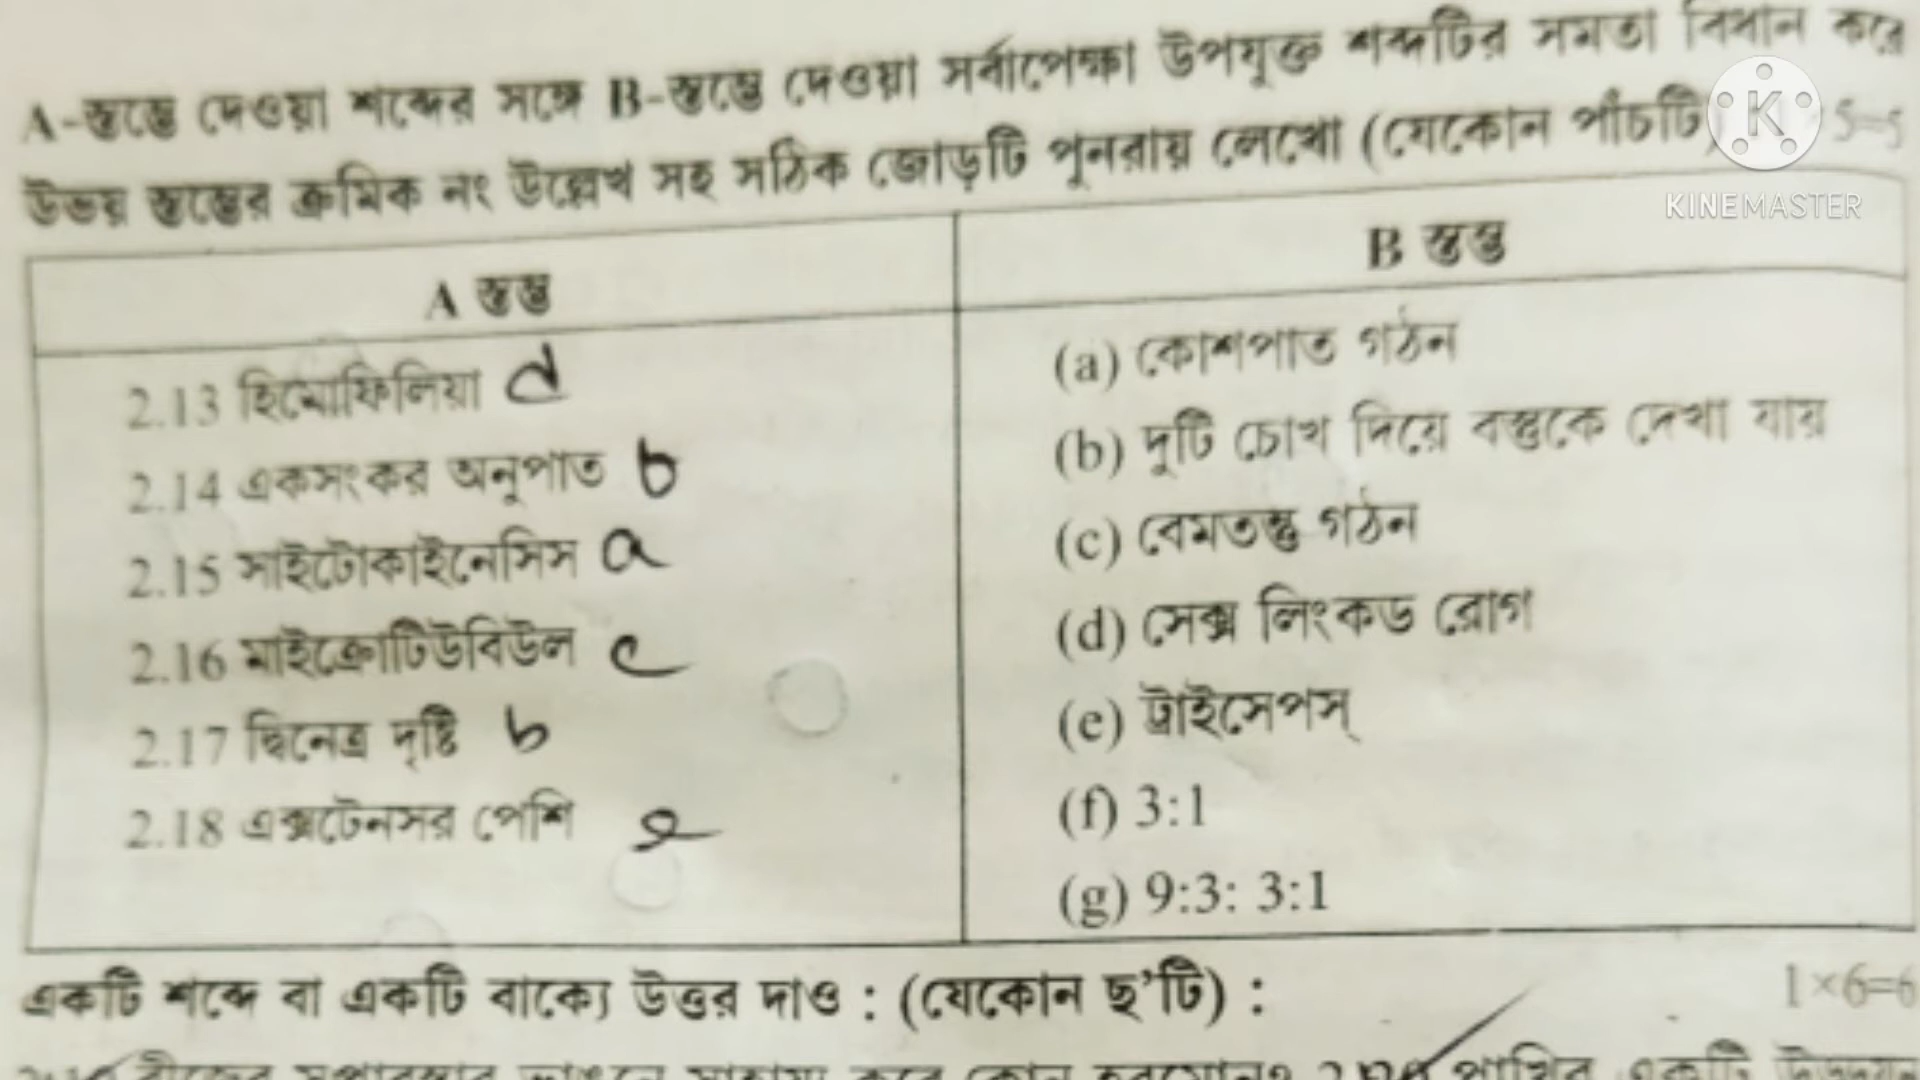 A-স্তম্ভে দেওয়া শব্দের সঙ্গে B-স্তম্ভে দেওয়া সর্বাপেক্ষা উপযুক্ত শব্দটির সমতা বিধান করে
উভয় স্তম্ভের ক্রমিক নং উল্লেখ সহ সঠিক জোড়টি পুনরায় লেখো (যেকোন পাঁচটি) 5=5
K
KINEMASTER
A স্তম্ভ
B স্তম্ভ
2.13 হিমোফিলিয়া d
2.14 একসংকর অনুপাত b
2.15 সাইটোকাইনেসিস a
2.16 মাইক্রোটিউবিউল c
2.17 দ্বিনেত্র দৃষ্টি b
2.18 এক্সটেনসর পেশি e
(a) কোশপাত গঠন
(b) দুটি চোখ দিয়ে বস্তুকে দেখা যায়
(c) বেমতন্তু গঠন
(d) সেক্স লিংকড রোগ
(e) ট্রাইসেপস্
(f) 3:1
(g) 9:3: 3:1
একটি শব্দে বা একটি বাক্যে উত্তর দাও : (যেকোন ছ'টি) : 1×6=6